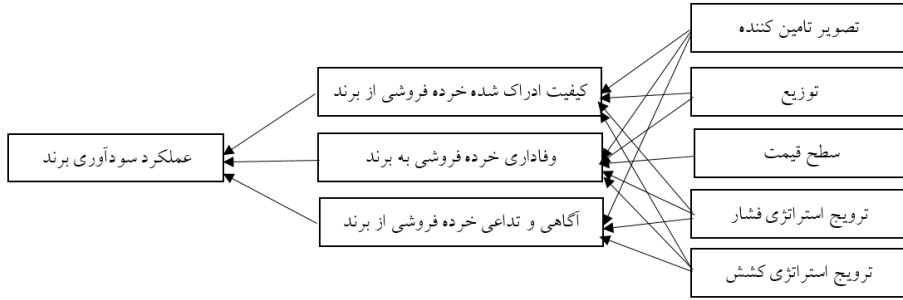 تصویر تامین کننده
توزیع
سطح قیمت
ترویج استراتژی فشار
ترویج استراتژی کشش
کیفیت ادراک شده خرده فروشی از برند
وفاداری خرده فروشی به برند
آگاهی و تداعی خرده فروشی از برند
عملکرد سودآوری برند